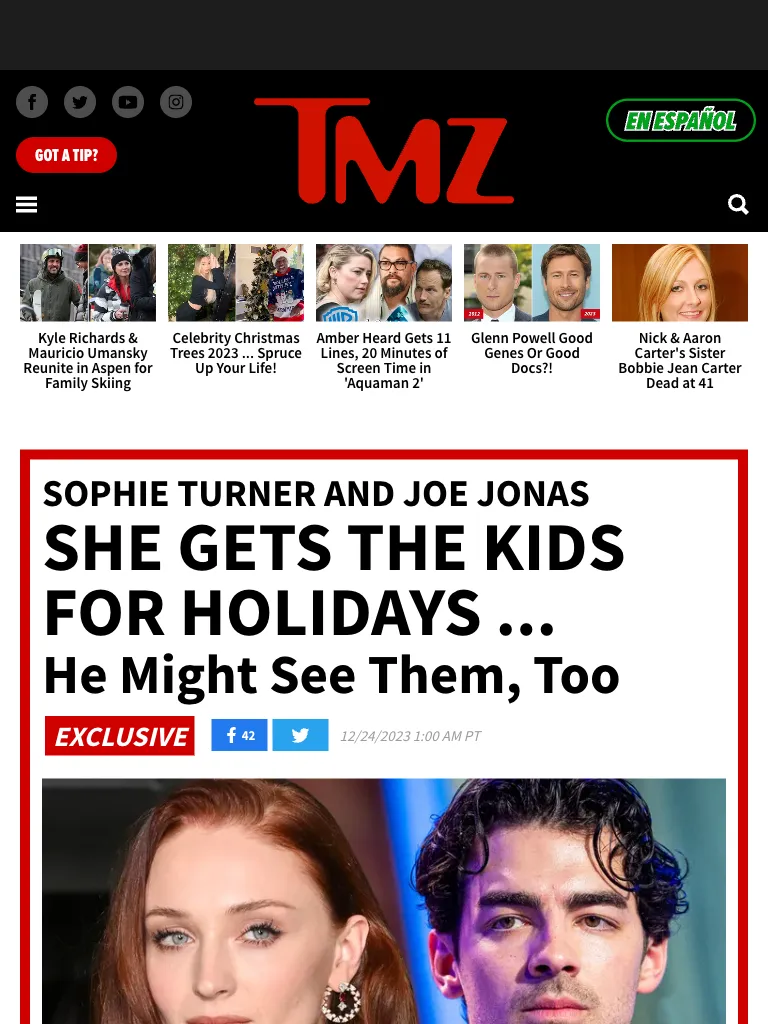 TMZ
EN ESPAÑOL
GOT A TIP?
2012
2023
Kyle Richards &
Mauricio Umansky
Reunite in Aspen for
Family Skiing
Celebrity Christmas
Trees 2023 ... Spruce
Up Your Life!
Amber Heard Gets 11
Lines, 20 Minutes of
Screen Time in
'Aquaman 2'
Glenn Powell Good
Genes Or Good
Docs?!
Nick & Aaron
Carter's Sister
Bobbie Jean Carter
Dead at 41
SOPHIE TURNER AND JOE JONAS
SHE GETS THE KIDS
FOR HOLIDAYS ...
He Might See Them, Too
EXCLUSIVE
42
12/24/2023 1:00 AM PT